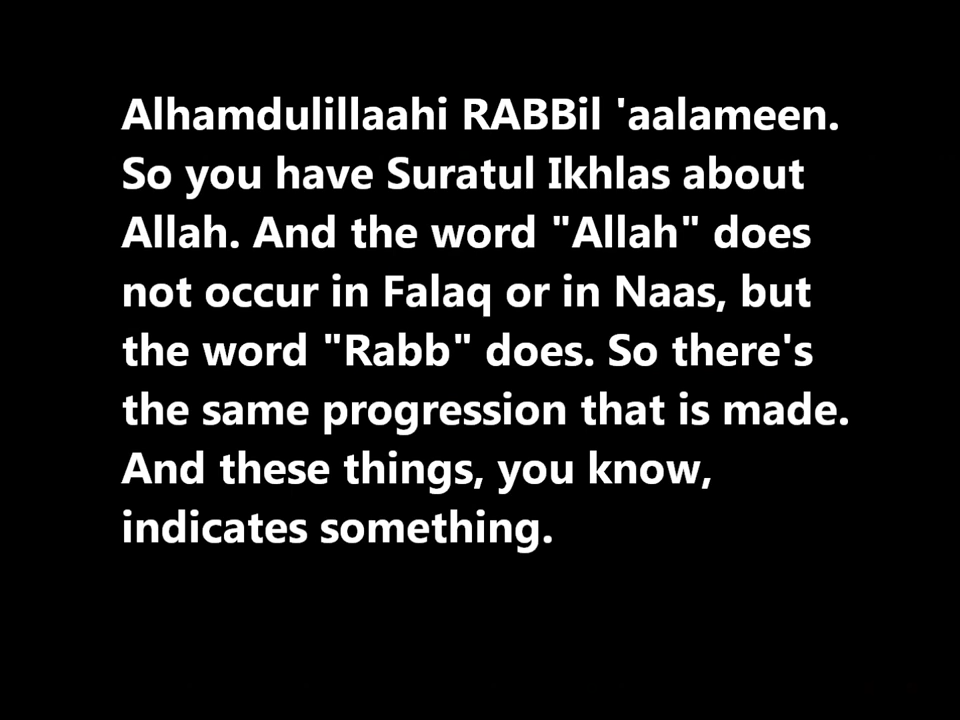 Alhamdulillaahi RABBil 'aalameen.
So you have Suratul Ikhlas about
Allah. And the word "Allah" does
not occur in Falaq or in Naas, but
the word "Rabb" does. So there's
the same progression that is made.
And these things, you know,
indicates something.